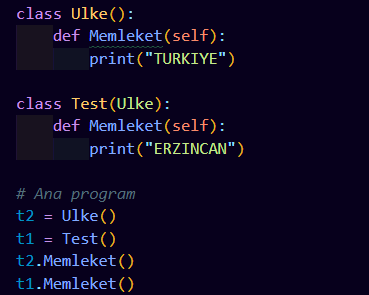 class Ulke():
    def Memleket(self):
        print("TURKIYE")

class Test(Ulke):
    def Memleket(self):
        print("ERZINCAN")

# Ana program
t2 = Ulke()
t1 = Test()
t2.Memleket()
t1.Memleket()